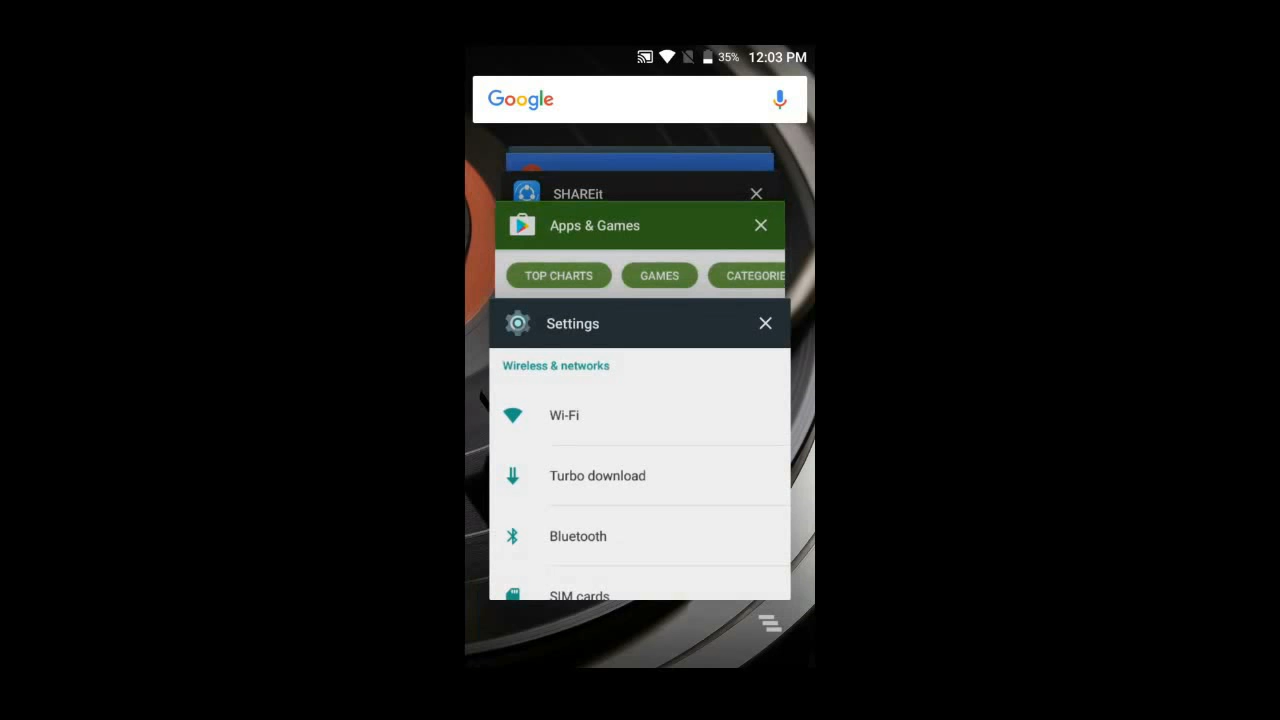 35% 12:03 PM
Google
SHAREit
Apps & Games
TOP CHARTS GAMES CATEGORIE
Settings
Wireless & networks
Wi-Fi
Turbo download
Bluetooth
SIM cards